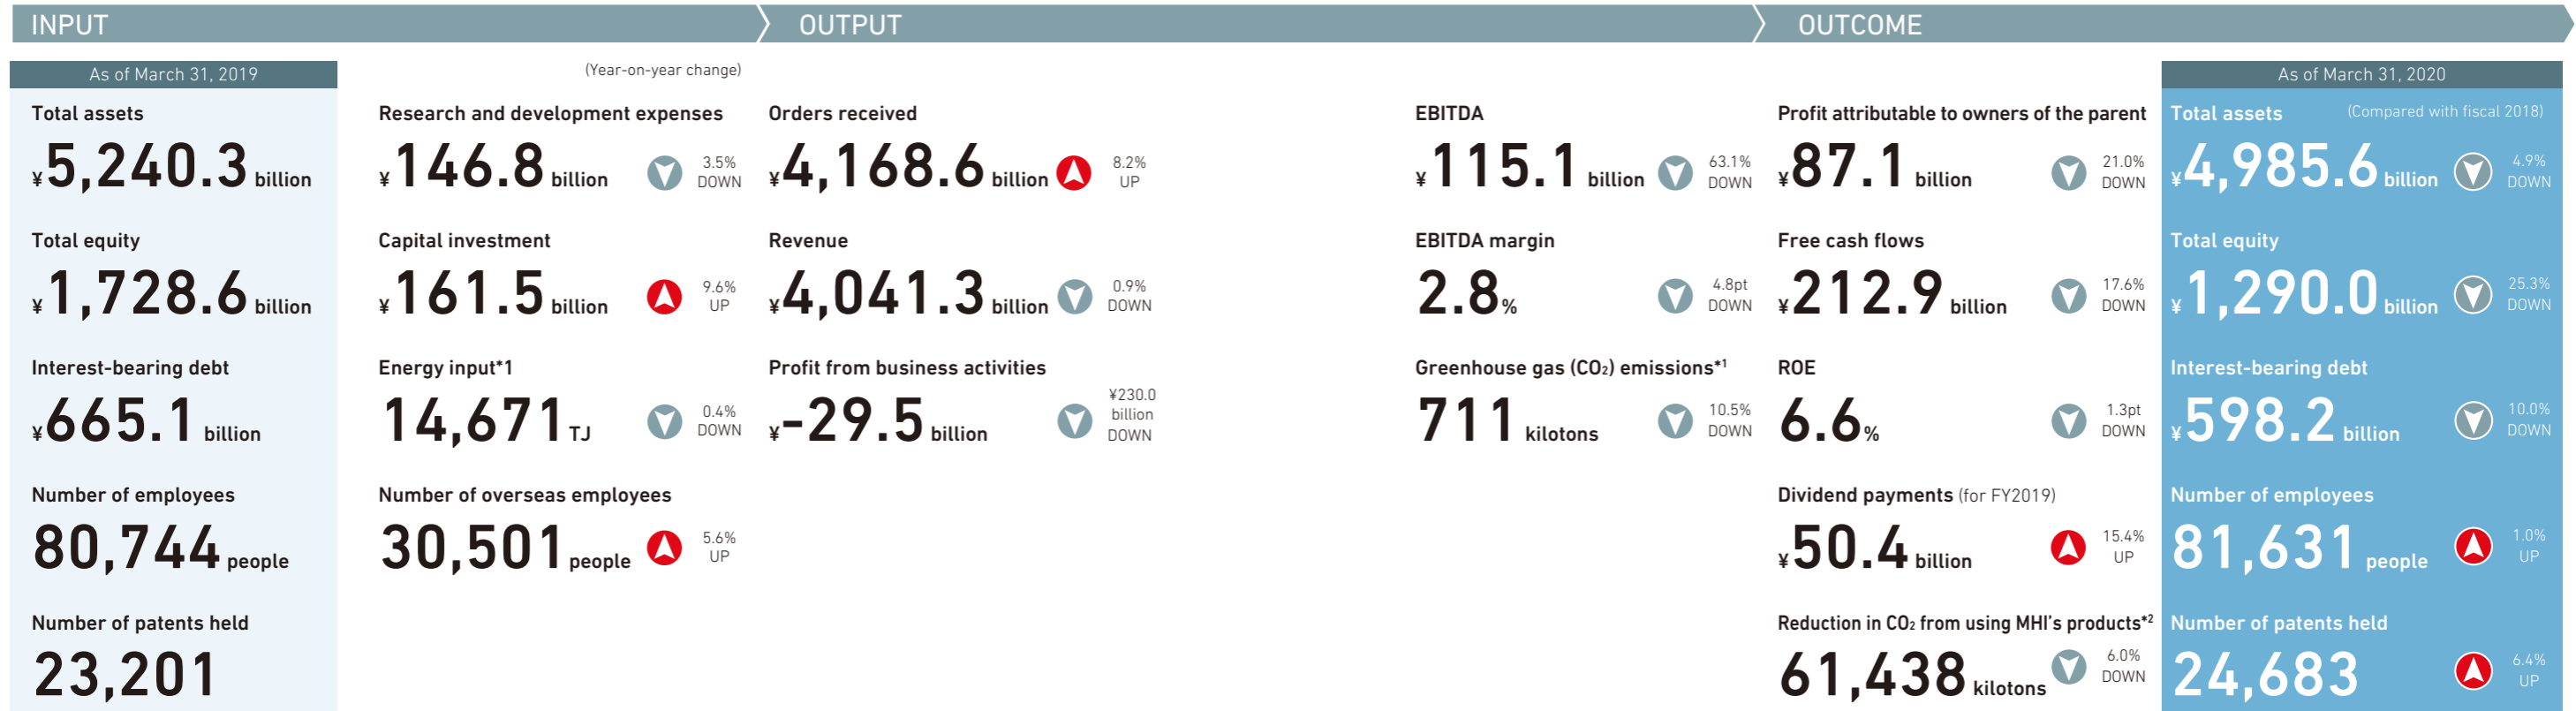 INPUT
OUTPUT
OUTCOME
As of March 31, 2019
Total assets
¥5,240.3 billion
Total equity
¥1,728.6 billion
Interest-bearing debt
¥665.1 billion
Number of employees
80,744 people
Number of patents held
23,201
(Year-on-year change)
Research and development expenses
¥146.8 billion
3.5%
DOWN
Capital investment
¥161.5 billion
9.6%
UP
Energy input*1
14,671 TJ
0.4%
DOWN
Number of overseas employees
30,501 people
5.6%
UP
Orders received
¥4,168.6 billion
8.2%
UP
Revenue
¥4,041.3 billion
0.9%
DOWN
Profit from business activities
¥-29.5 billion
¥230.0
billion
DOWN
EBITDA
¥115.1 billion
63.1%
DOWN
EBITDA margin
2.8%
4.8pt
DOWN
Greenhouse gas (CO₂) emissions*1
711 kilotons
10.5%
DOWN
Profit attributable to owners of the parent
¥87.1 billion
21.0%
DOWN
Free cash flows
¥212.9 billion
17.6%
DOWN
ROE
6.6%
1.3pt
DOWN
Dividend payments (for FY2019)
¥50.4 billion
15.4%
UP
Reduction in CO₂ from using MHI's products*2
61,438 kilotons
6.0%
DOWN
As of March 31, 2020
Total assets (Compared with fiscal 2018)
¥4,985.6 billion
4.9%
DOWN
Total equity
¥1,290.0 billion
25.3%
DOWN
Interest-bearing debt
¥598.2 billion
10.0%
DOWN
Number of employees
81,631 people
1.0%
UP
Number of patents held
24,683
6.4%
UP